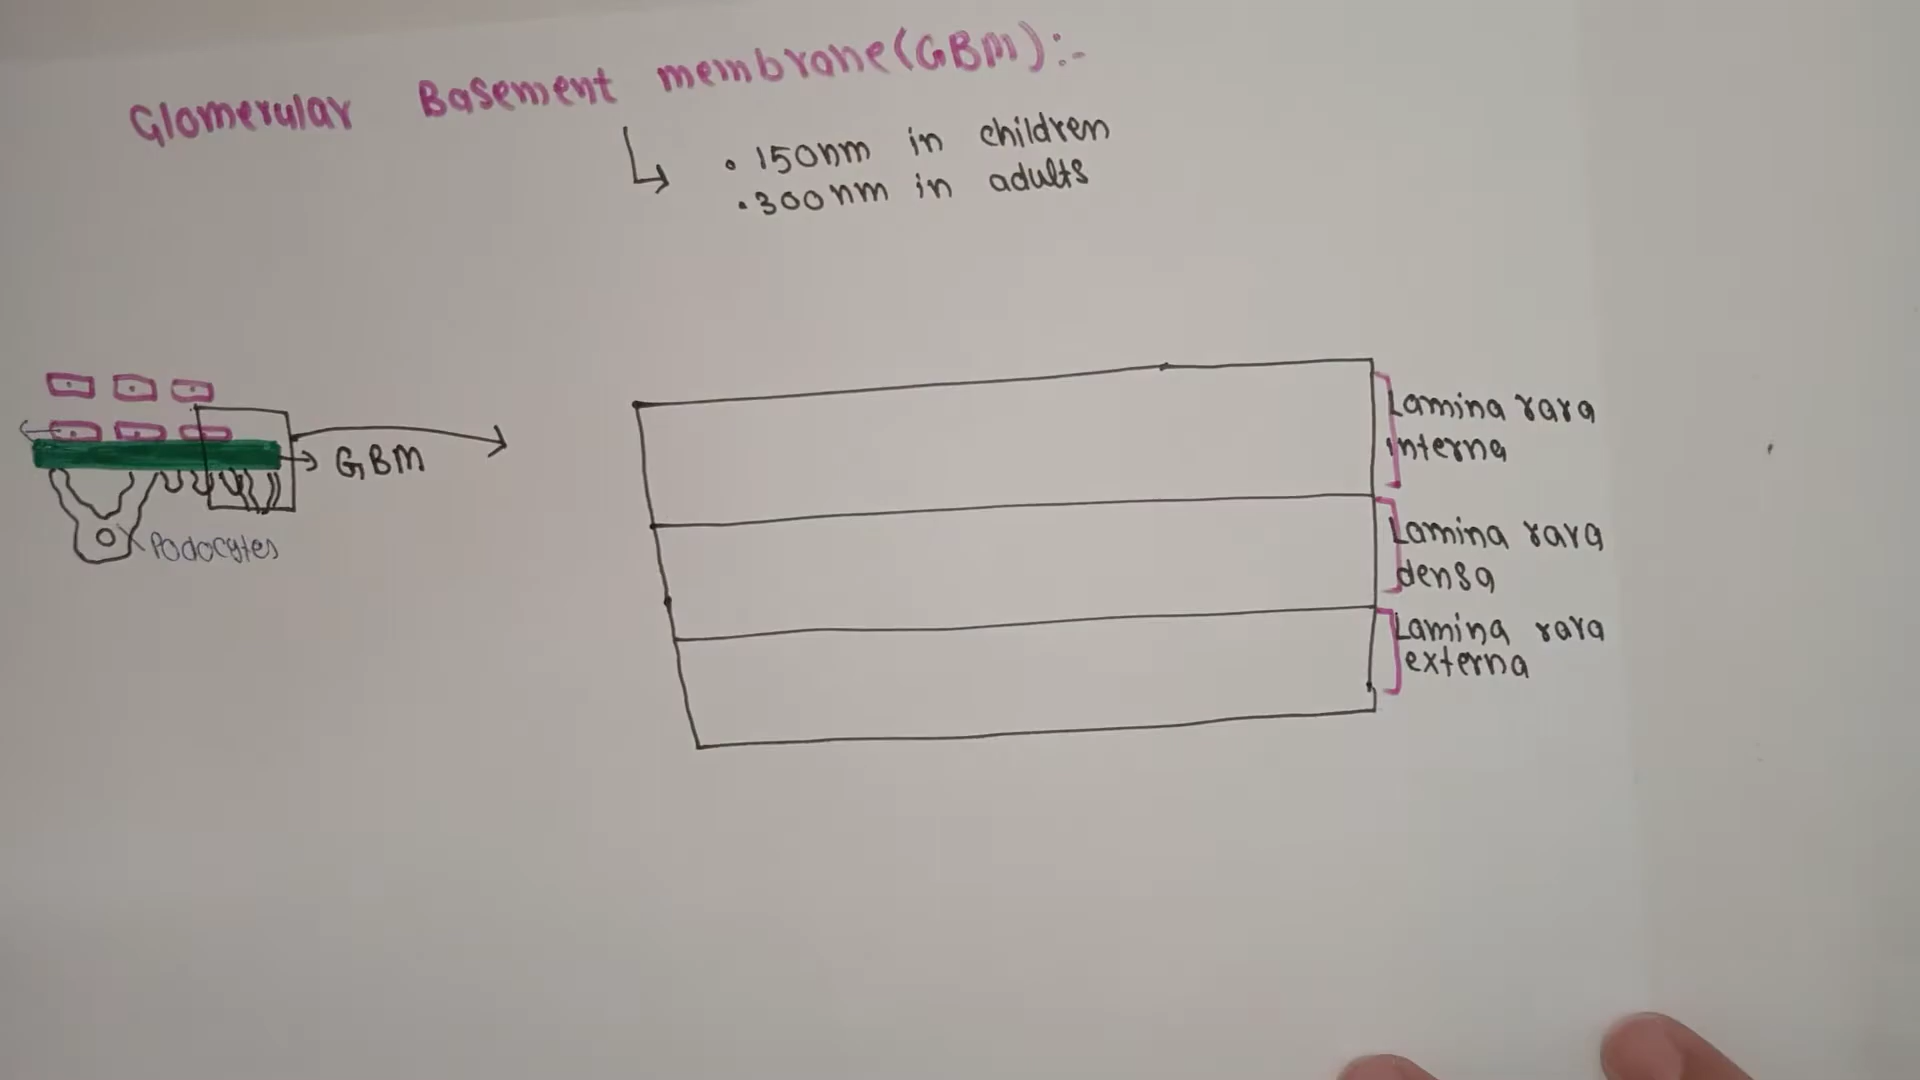 Glomerular Basement membrane(GBM):-
• 150nm in children
• 300nm in adults
GBM
Podocytes
Lamina rara
interna
Lamina rara
densa
Lamina rara
externa